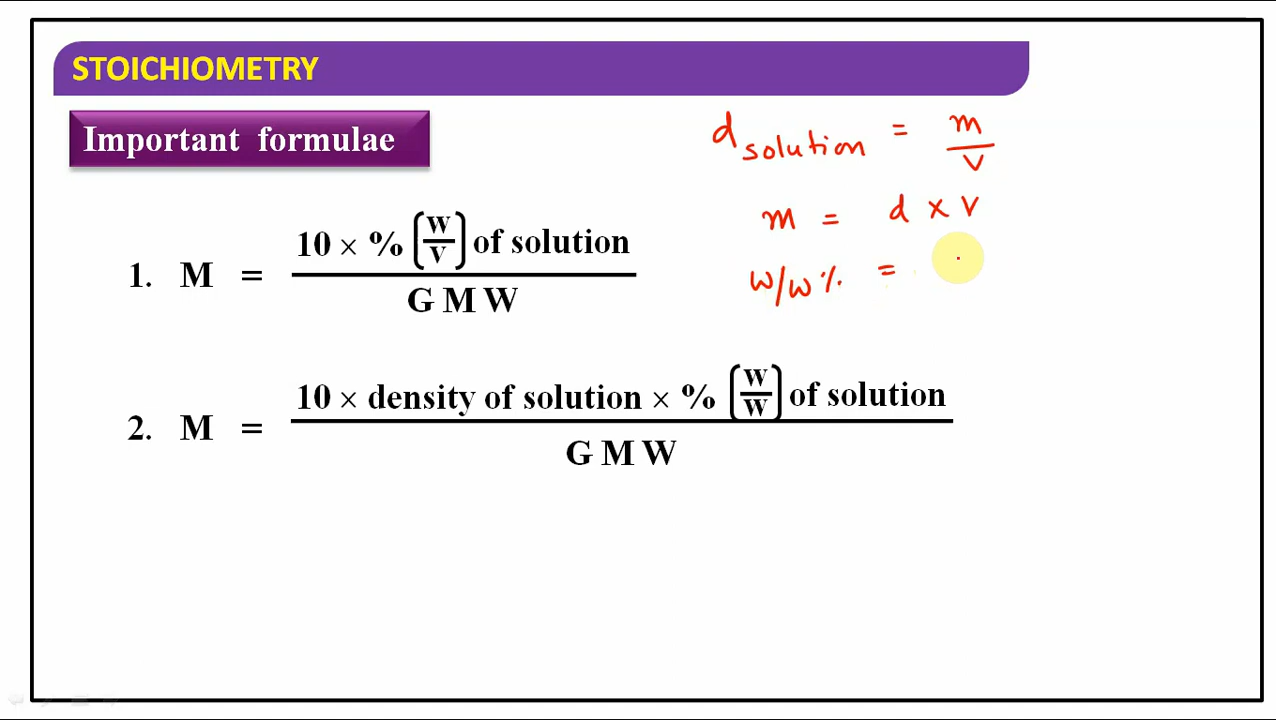 STOICHIOMETRY
Important formulae
d solution = m/v
m = d × v
w/w % =
1. M = 10 × % (W/V) of solution / G M W
2. M = 10 × density of solution × % (W/W) of solution / G M W